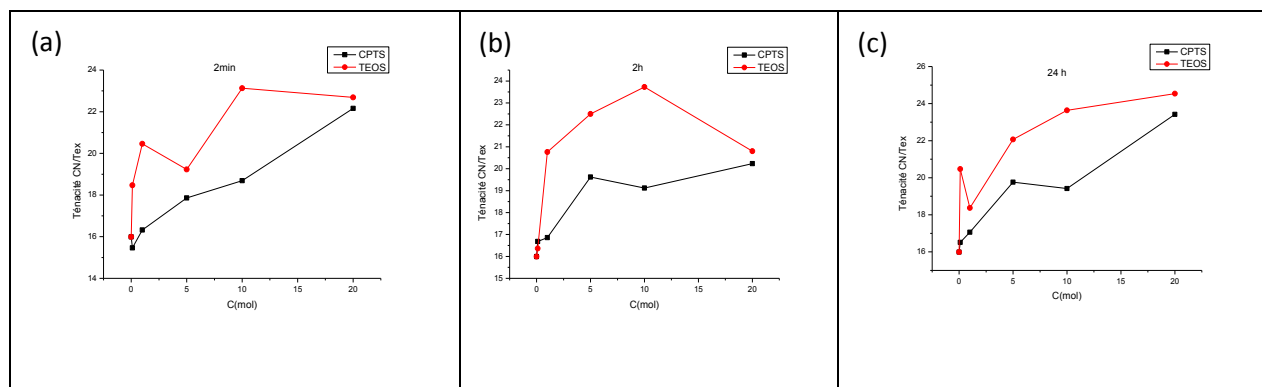 (a)
2min
CPTS
TEOS
24
22
20
18
16
14
Ténacité CN/Tex
0 5 10 15 20
C(mol)
(b)
2h
CPTS
TEOS
25
24
23
22
21
20
19
18
17
16
15
Ténacité CN/Tex
0 5 10 15 20
C(mol)
(c)
24 h
CPTS
TEOS
26
24
22
20
18
16
Ténacité CN/Tex
0 5 10 15 20
C(mol)